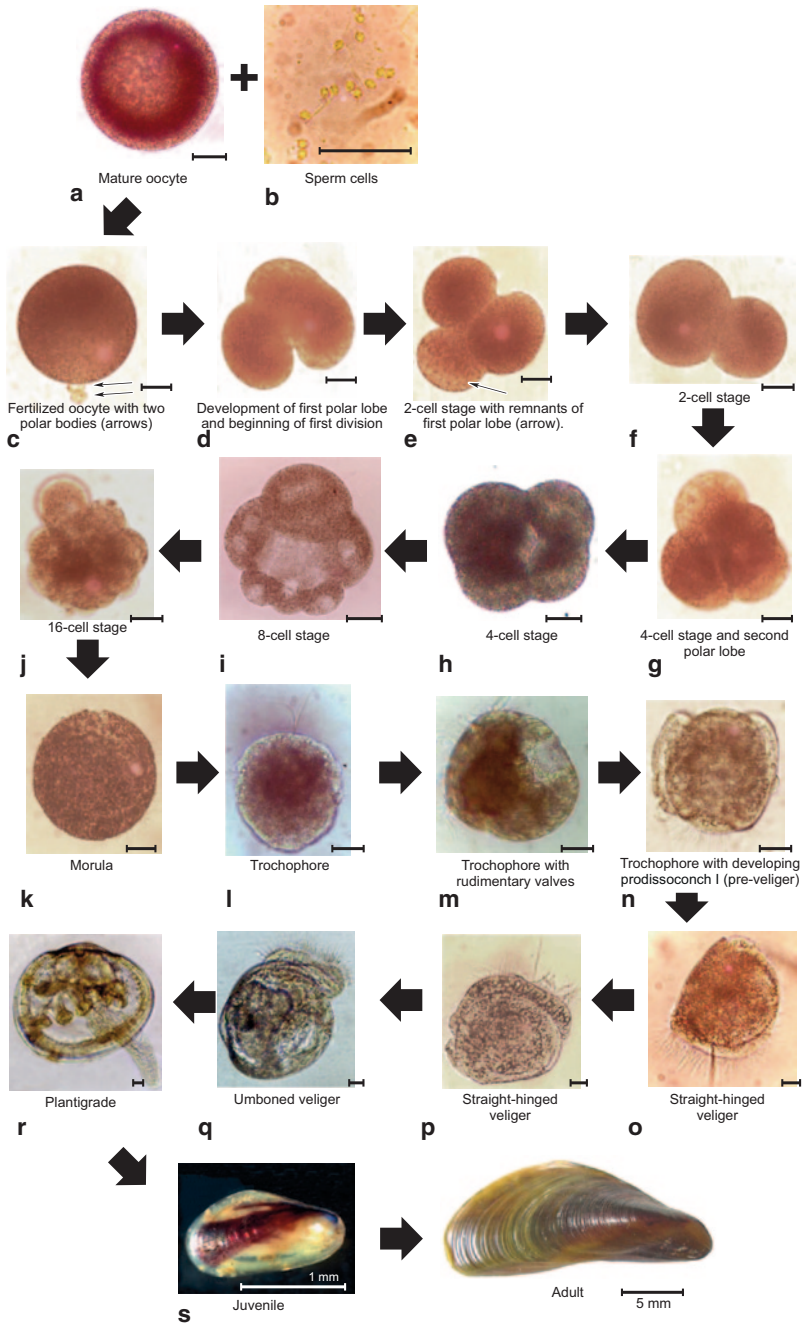 +
Mature oocyte
Sperm cells
a
b
Fertilized oocyte with two
polar bodies (arrows)
c
Development of first polar lobe
and beginning of first division
d
2-cell stage with remnants of
first polar lobe (arrow).
e
2-cell stage
f
16-cell stage
j
8-cell stage
i
4-cell stage
h
4-cell stage and second
polar lobe
g
Morula
k
Trochophore
l
Trochophore with
rudimentary valves
m
Trochophore with developing
prodissoconch I (pre-veliger)
n
Plantigrade
r
Umboned veliger
q
Straight-hinged
veliger
p
Straight-hinged
veliger
o
1 mm
Juvenile
s
Adult
5 mm